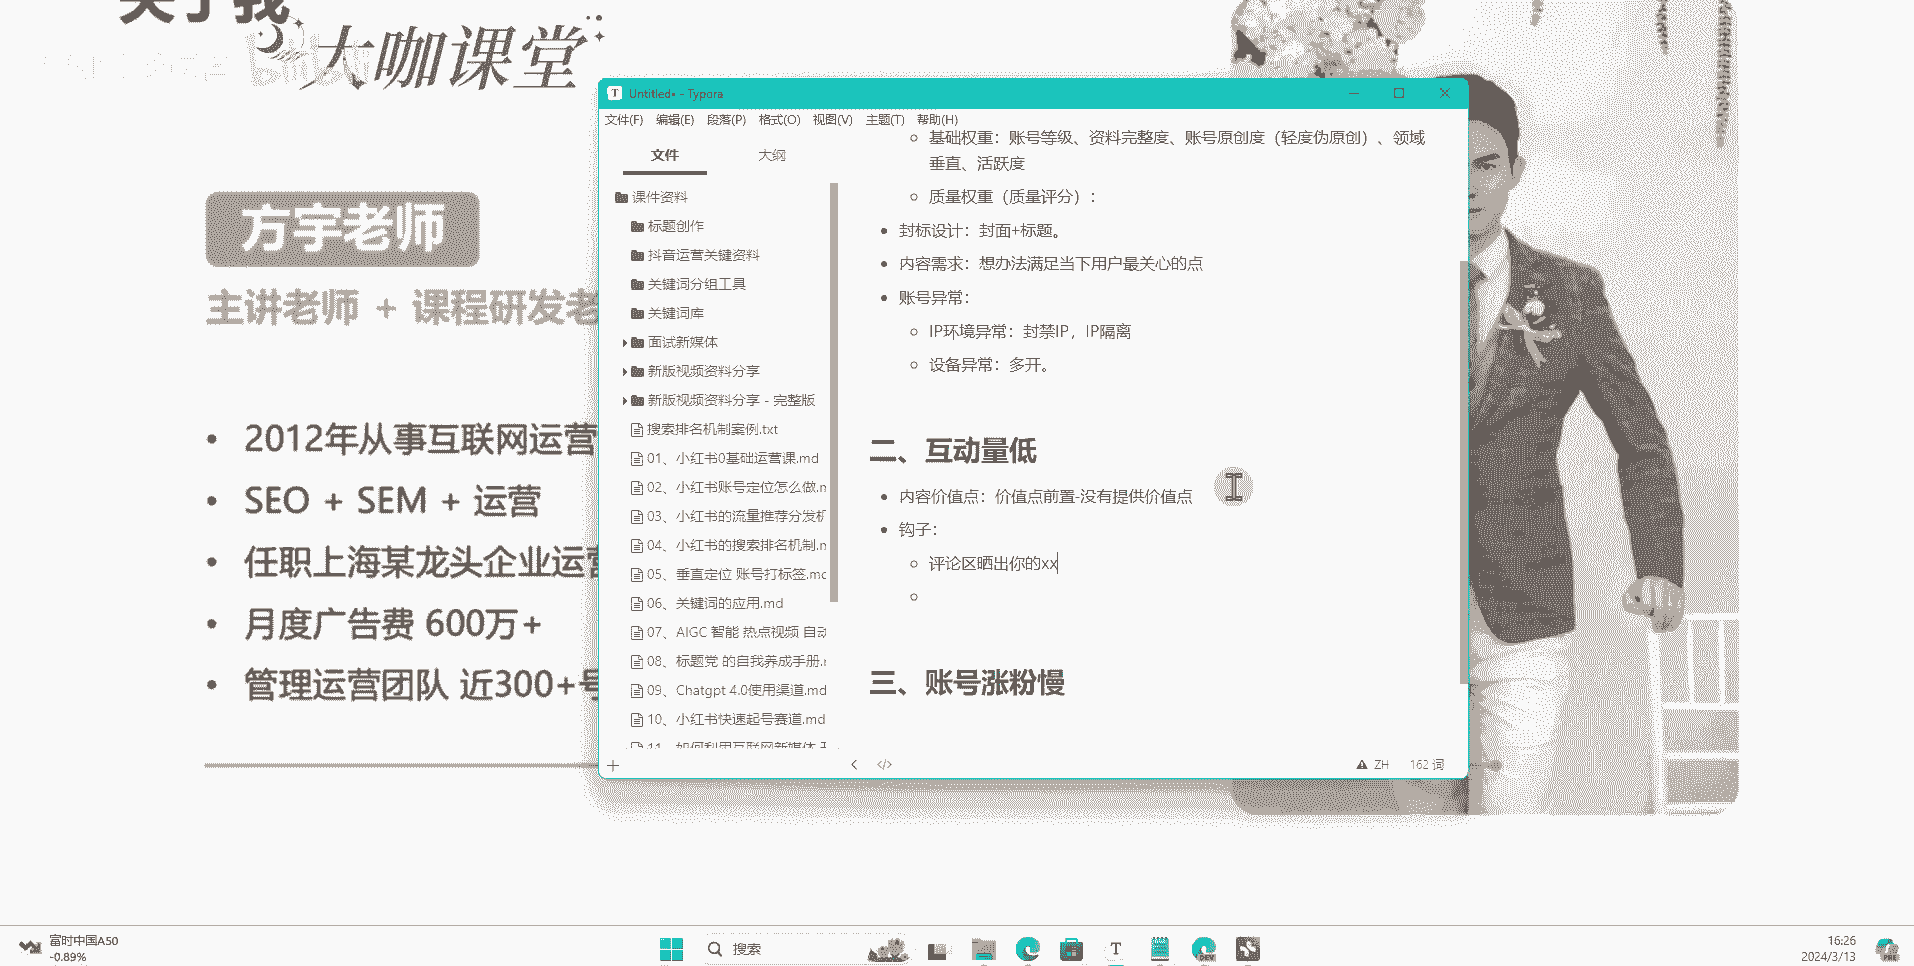 关于我
大咖课堂
方宇老师
主讲老师 + 课程研发老
2012年从事互联网运营
SEO + SEM + 运营
任职上海某龙头企业运营
月度广告费 600万+
管理运营团队 近300+号
Untitled• - Typora
文件(F) 编辑(E) 段落(P) 格式(O) 视图(V) 主题(T) 帮助(H)
文件 大纲
课件资料
标题创作
抖音运营关键资料
关键词分组工具
关键词库
面试新媒体
新版视频资料分享
新版视频资料分享 - 完整版
搜索排名机制案例.txt
01、小红书0基础运营课.md
02、小红书账号定位怎么做.m
03、小红书的流量推荐分发机
04、小红书的搜索排名机制.m
05、垂直定位 账号打标签.mc
06、关键词的应用.md
07、AIGC 智能 热点视频 自动
08、标题党 的自我养成手册.
09、Chatgpt 4.0使用渠道.md
10、小红书快速起号赛道.md
11、如何利用互联网新媒体
基础权重：账号等级、资料完整度、账号原创度（轻度伪原创）、领域
垂直、活跃度
质量权重（质量评分）：
封标设计：封面+标题。
内容需求：想办法满足当下用户最关心的点
账号异常：
IP环境异常：封禁IP，IP隔离
设备异常：多开。
二、互动量低
内容价值点：价值点前置-没有提供价值点
钩子：
评论区晒出你的xx
三、账号涨粉慢
ZH 162 词
富时中国A50
-0.89%
搜索
16:26
2024/3/13